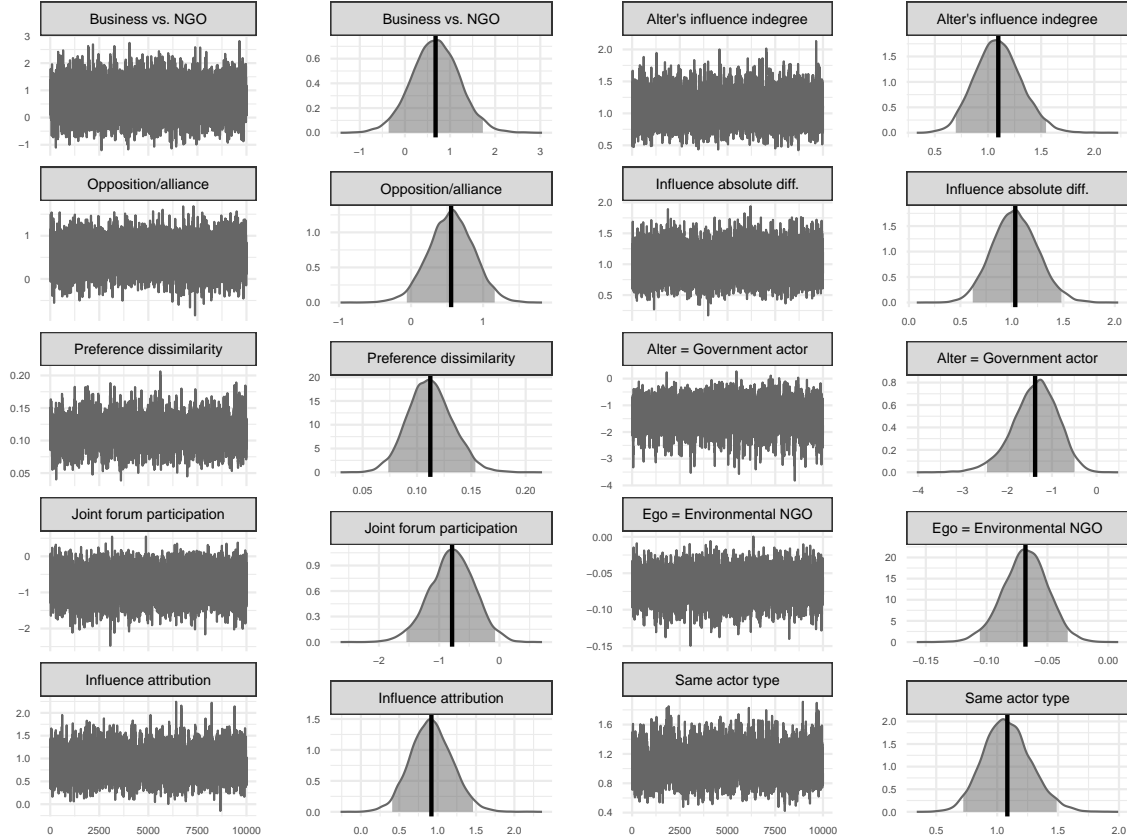 Business vs. NGO
3
2
1
0
−1
Business vs. NGO
0.6
0.4
0.2
0.0
−1 0 1 2 3
Alter's influence indegree
2.0
1.5
1.0
0.5
Alter's influence indegree
1.5
1.0
0.5
0.0
0.5 1.0 1.5 2.0
Opposition/alliance
1
0
Opposition/alliance
1.0
0.5
0.0
−1 0 1
Influence absolute diff.
2.0
1.5
1.0
0.5
Influence absolute diff.
1.5
1.0
0.5
0.0
0.0 0.5 1.0 1.5 2.0
Preference dissimilarity
0.20
0.15
0.10
0.05
Preference dissimilarity
20
15
10
5
0
0.05 0.10 0.15 0.20
Alter = Government actor
0
−1
−2
−3
−4
Alter = Government actor
0.8
0.6
0.4
0.2
0.0
−4 −3 −2 −1 0
Joint forum participation
0
−1
−2
Joint forum participation
0.9
0.6
0.3
0.0
−2 −1 0
Ego = Environmental NGO
0.00
−0.05
−0.10
−0.15
Ego = Environmental NGO
20
15
10
5
0
−0.15 −0.10 −0.05 0.00
Influence attribution
2.0
1.5
1.0
0.5
0.0
0 2500 5000 7500 10000
Influence attribution
1.5
1.0
0.5
0.0
0.0 0.5 1.0 1.5 2.0
Same actor type
1.6
1.2
0.8
0.4
0 2500 5000 7500 10000
Same actor type
2.0
1.5
1.0
0.5
0.0
0.5 1.0 1.5 2.0